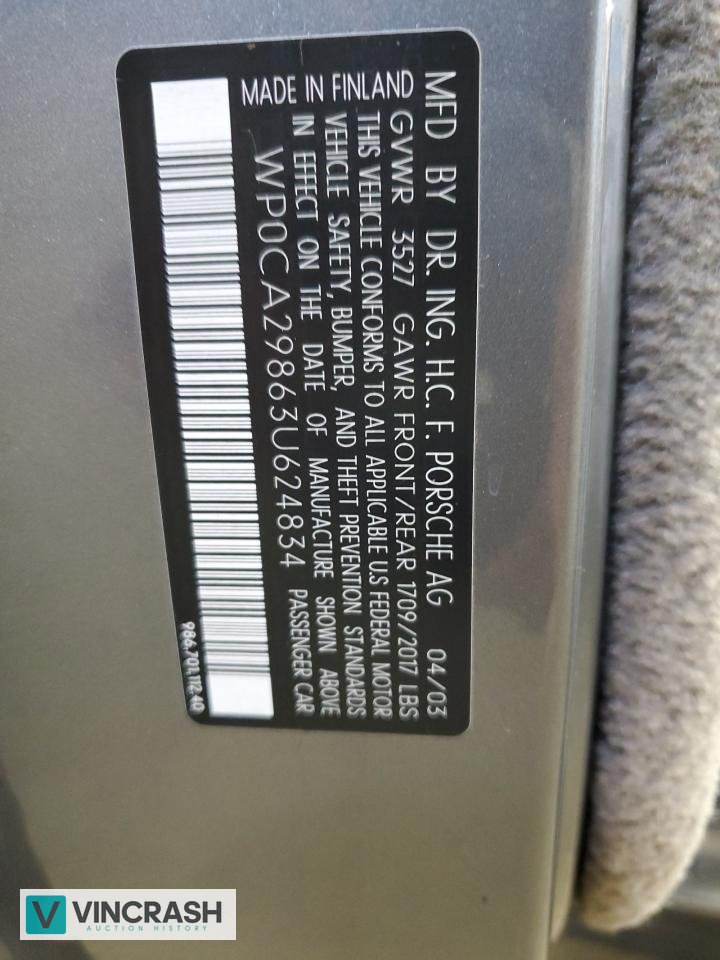 MFD BY DR. ING. H.C. F. PORSCHE AG 04/03
GVWR 3527 GAWR FRONT/REAR 1709/2017 LBS
THIS VEHICLE CONFORMS TO ALL APPLICABLE U.S FEDERAL MOTOR
VEHICLE SAFETY, BUMPER, AND THEFT PREVENTION STANDARDS
IN EFFECT ON THE DATE OF MANUFACTURE SHOWN ABOVE
MADE IN FINLAND
WP0CA29863U624834 PASSENGER CAR
986.701.112.40
VINCRASH
AUCTION HISTORY